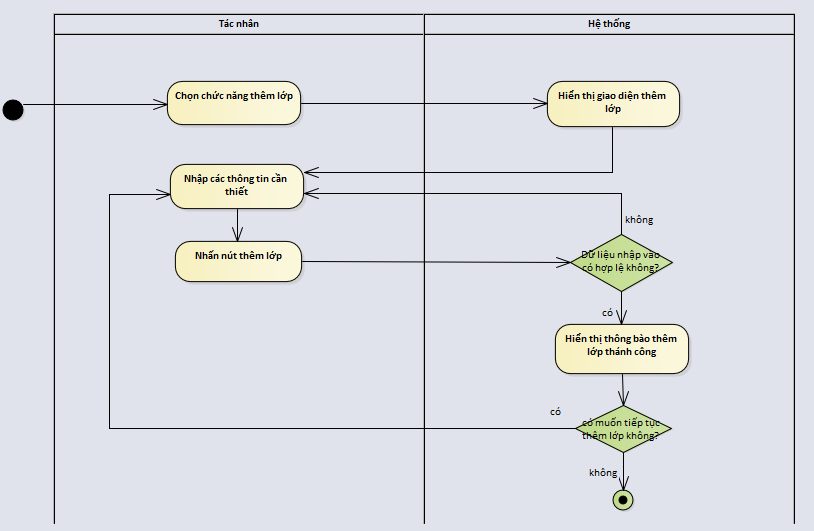 Tác nhân
Hệ thống
Chọn chức năng thêm lớp
Hiển thị giao diện thêm
lớp
Nhập các thông tin cần
thiết
không
Nhấn nút thêm lớp
Dữ liệu nhập vào
có hợp lệ không?
có
Hiển thị thông bào thêm
lớp thánh công
có
có muốn tiếp tục
thêm lớp không?
không